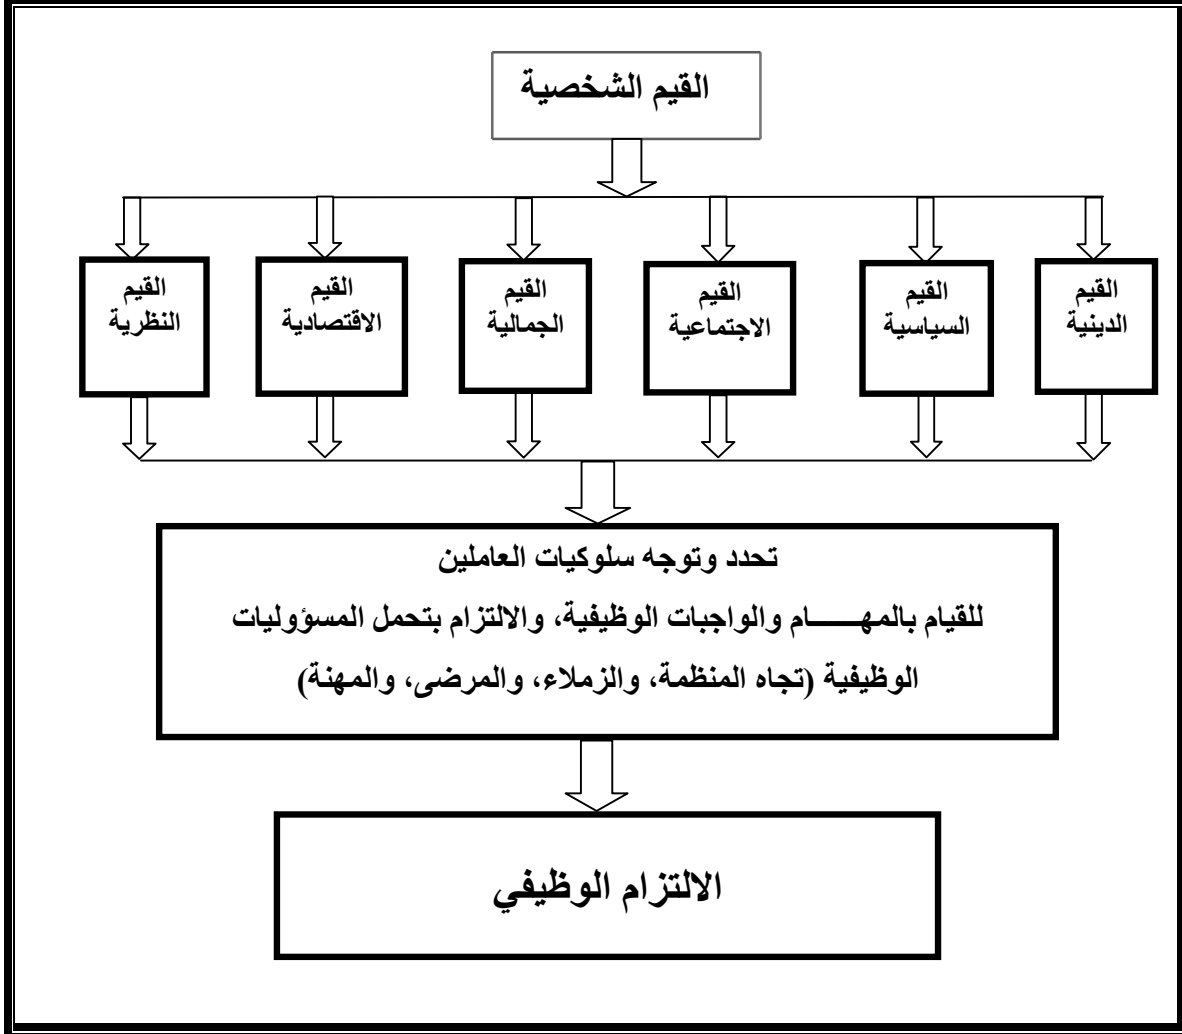 القيم الشخصية
القيم
الدينية
القيم
السياسية
القيم
الاجتماعية
القيم
الجمالية
القيم
الاقتصادية
القيم
النظرية
تحدد وتوجه سلوكيات العاملين
للقيام بالمهـــــام والواجبات الوظيفية، والالتزام بتحمل المسؤوليات
الوظيفية (تجاه المنظمة، والزملاء، والمرضى، والمهنة)
الالتزام الوظيفي